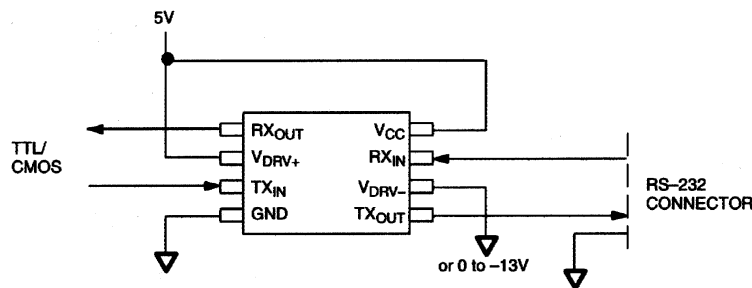 5V
TTL/
CMOS
RXOUT
VDRV+
TXIN
GND
VCC
RXIN
VDRV–
TXOUT
or 0 to –13V
RS–232
CONNECTOR